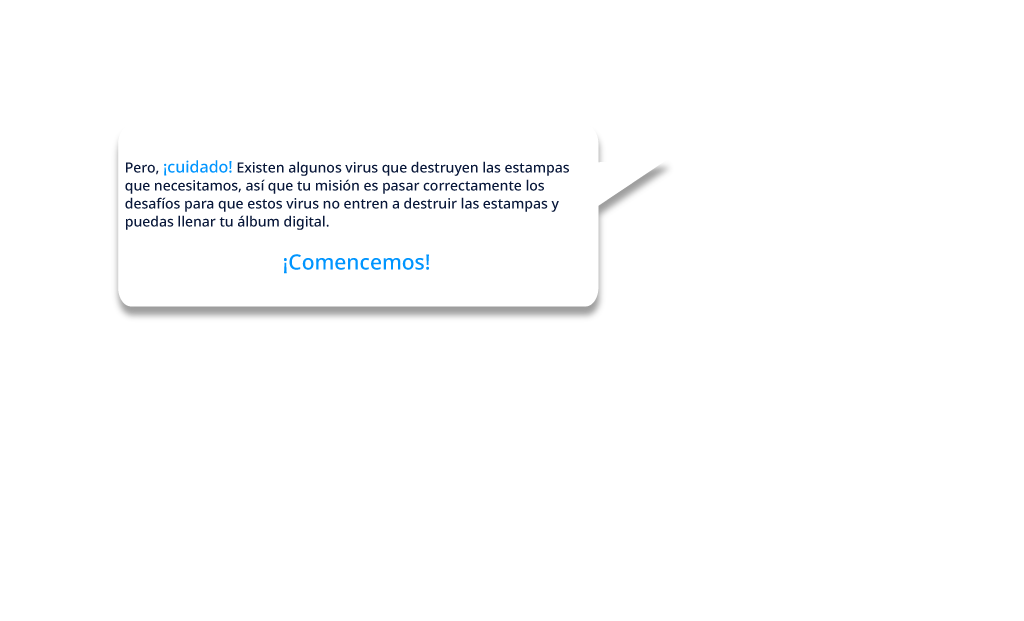 Pero, ¡cuidado! Existen algunos virus que destruyen las estampas
que necesitamos, así que tu misión es pasar correctamente los
desafíos para que estos virus no entren a destruir las estampas y
puedas llenar tu álbum digital.
¡Comencemos!